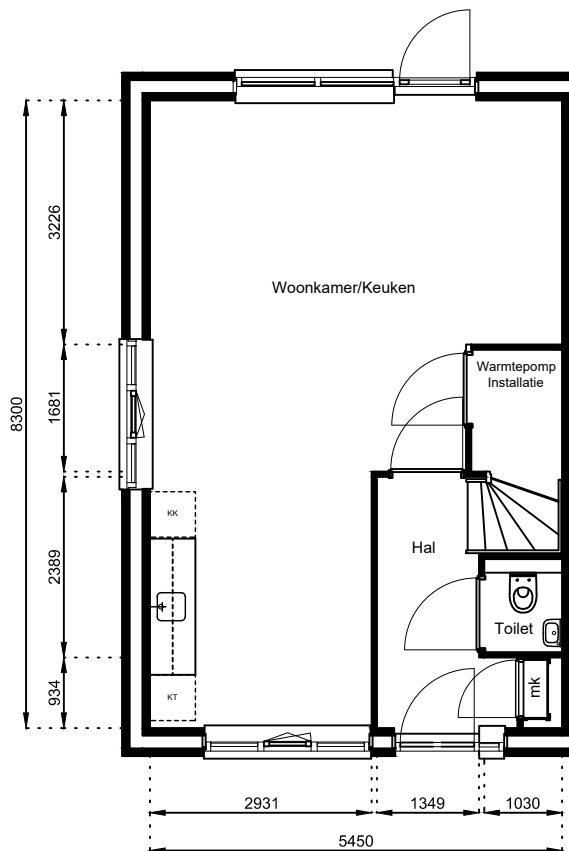 Woonkamer/Keuken
Warmtepomp
Installatie
Hal
Toilet
mk
KK
KT
8300
3226
1681
2389
934
2931
1349
1030
5450